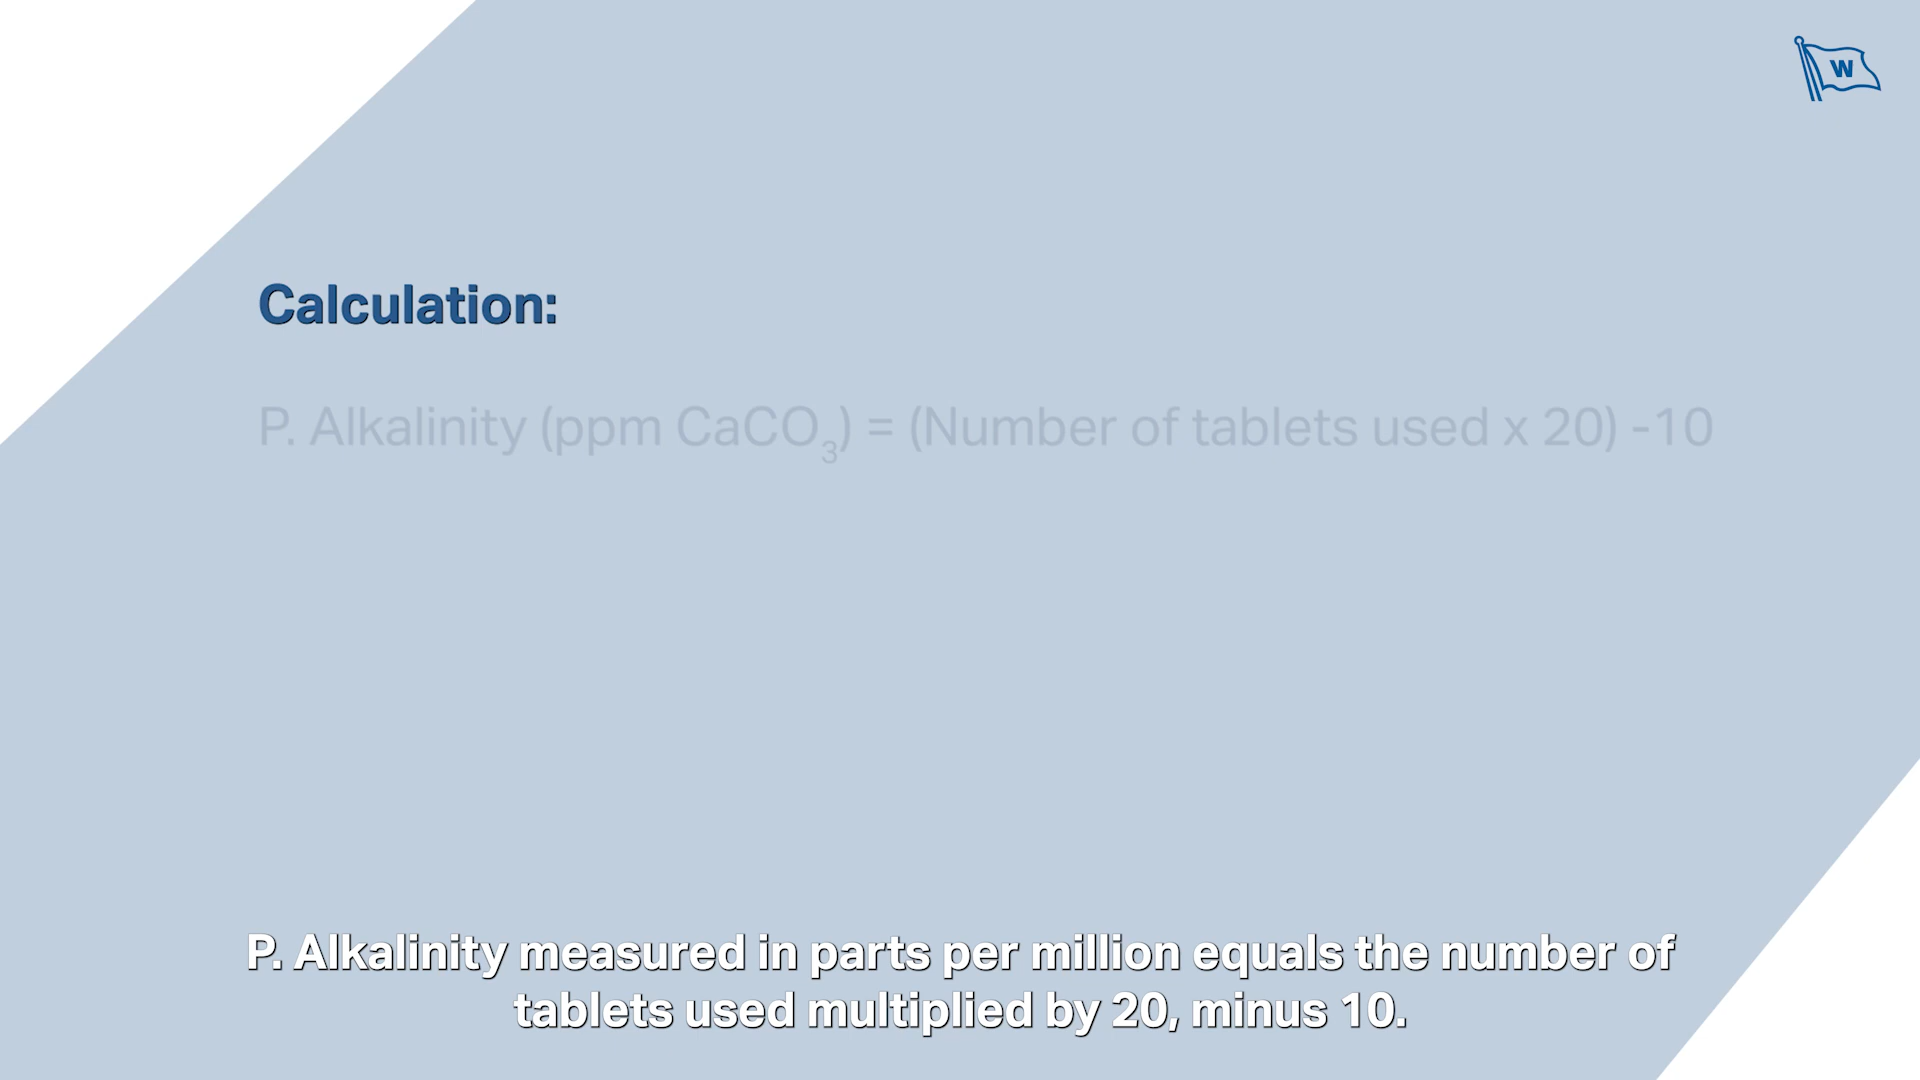 W
Calculation:
P. Alkalinity (ppm CaCO₃) = (Number of tablets used x 20) -10
P. Alkalinity measured in parts per million equals the number of
tablets used multiplied by 20, minus 10.